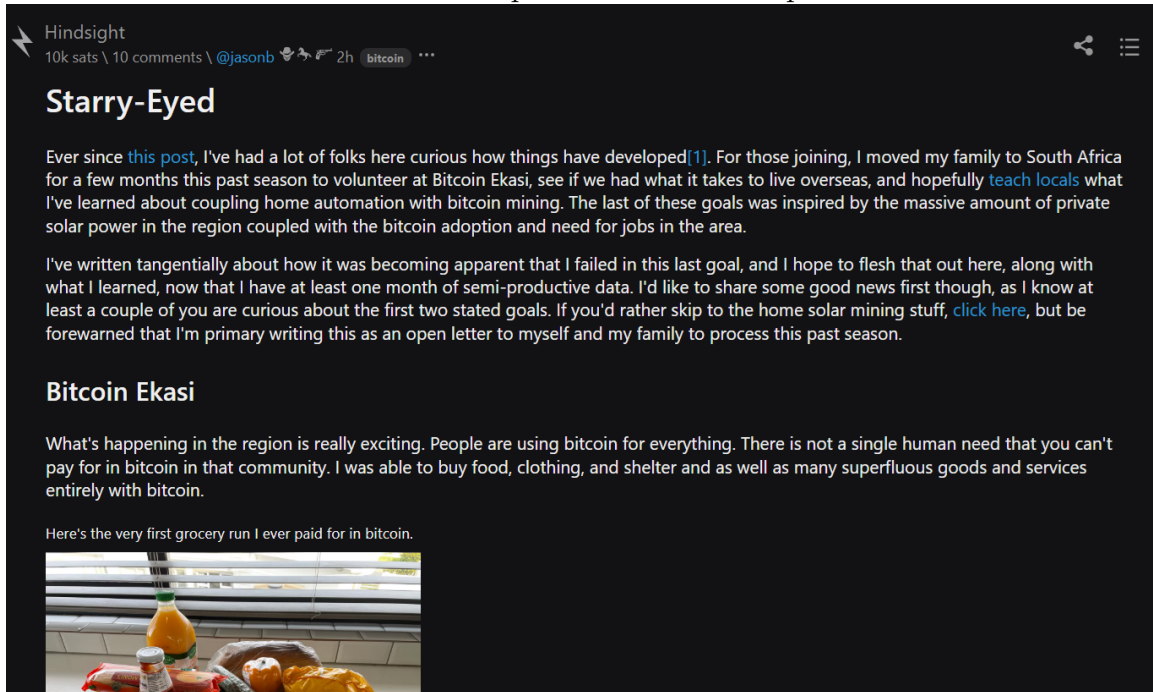 Hindsight
10k sats \ 10 comments \ @jasonb 2h bitcoin ...
Starry-Eyed
Ever since this post, I've had a lot of folks here curious how things have developed[1]. For those joining, I moved my family to South Africa
for a few months this past season to volunteer at Bitcoin Ekasi, see if we had what it takes to live overseas, and hopefully teach locals what
I've learned about coupling home automation with bitcoin mining. The last of these goals was inspired by the massive amount of private
solar power in the region coupled with the bitcoin adoption and need for jobs in the area.
I've written tangentially about how it was becoming apparent that I failed in this last goal, and I hope to flesh that out here, along with
what I learned, now that I have at least one month of semi-productive data. I'd like to share some good news first though, as I know at
least a couple of you are curious about the first two stated goals. If you'd rather skip to the home solar mining stuff, click here, but be
forewarned that I'm primary writing this as an open letter to myself and my family to process this past season.
Bitcoin Ekasi
What's happening in the region is really exciting. People are using bitcoin for everything. There is not a single human need that you can't
pay for in bitcoin in that community. I was able to buy food, clothing, and shelter and as well as many superfluous goods and services
entirely with bitcoin.
Here's the very first grocery run I ever paid for in bitcoin.